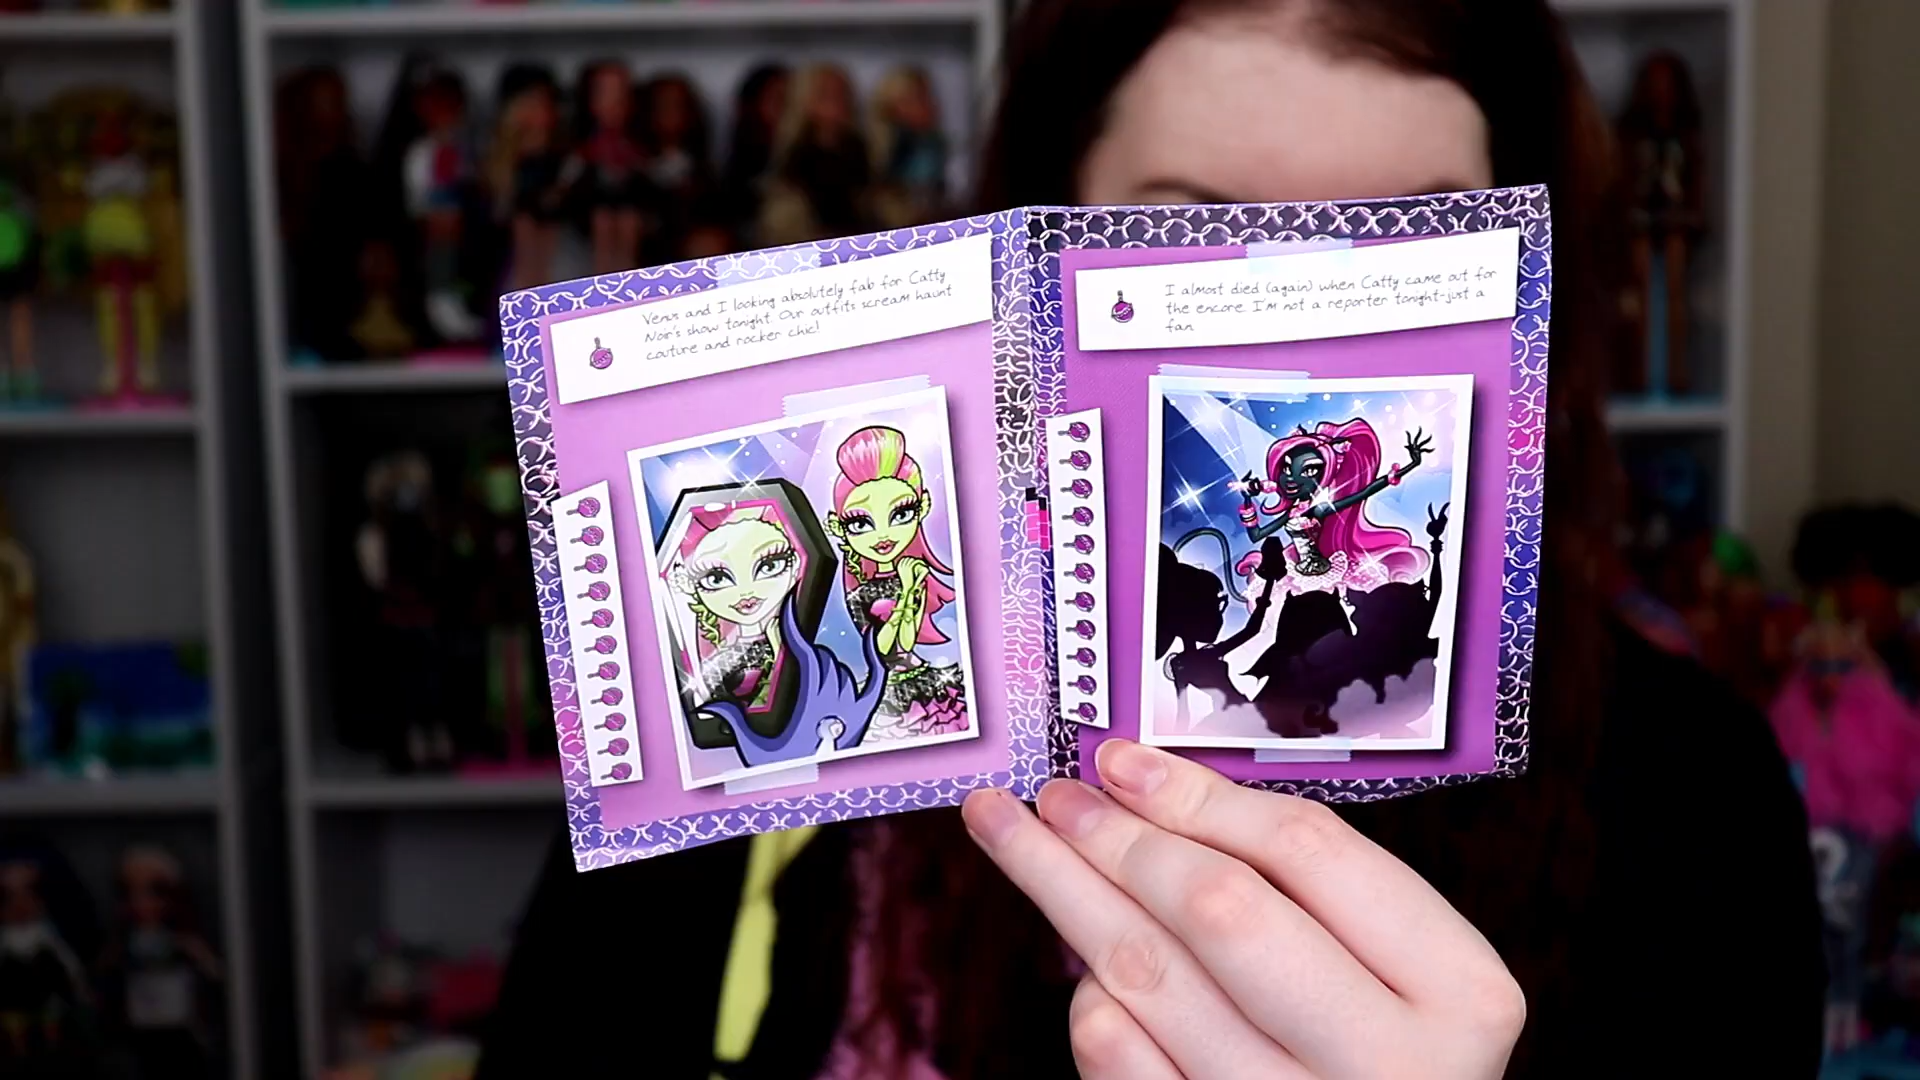 Venus and I looking absolutely fab for Catty
Noir's show tonight. Our outfits scream haunt
couture and rocker chic!
I almost died (again) when Catty came out for
the encore. I'm not a reporter tonight-just a
fan.